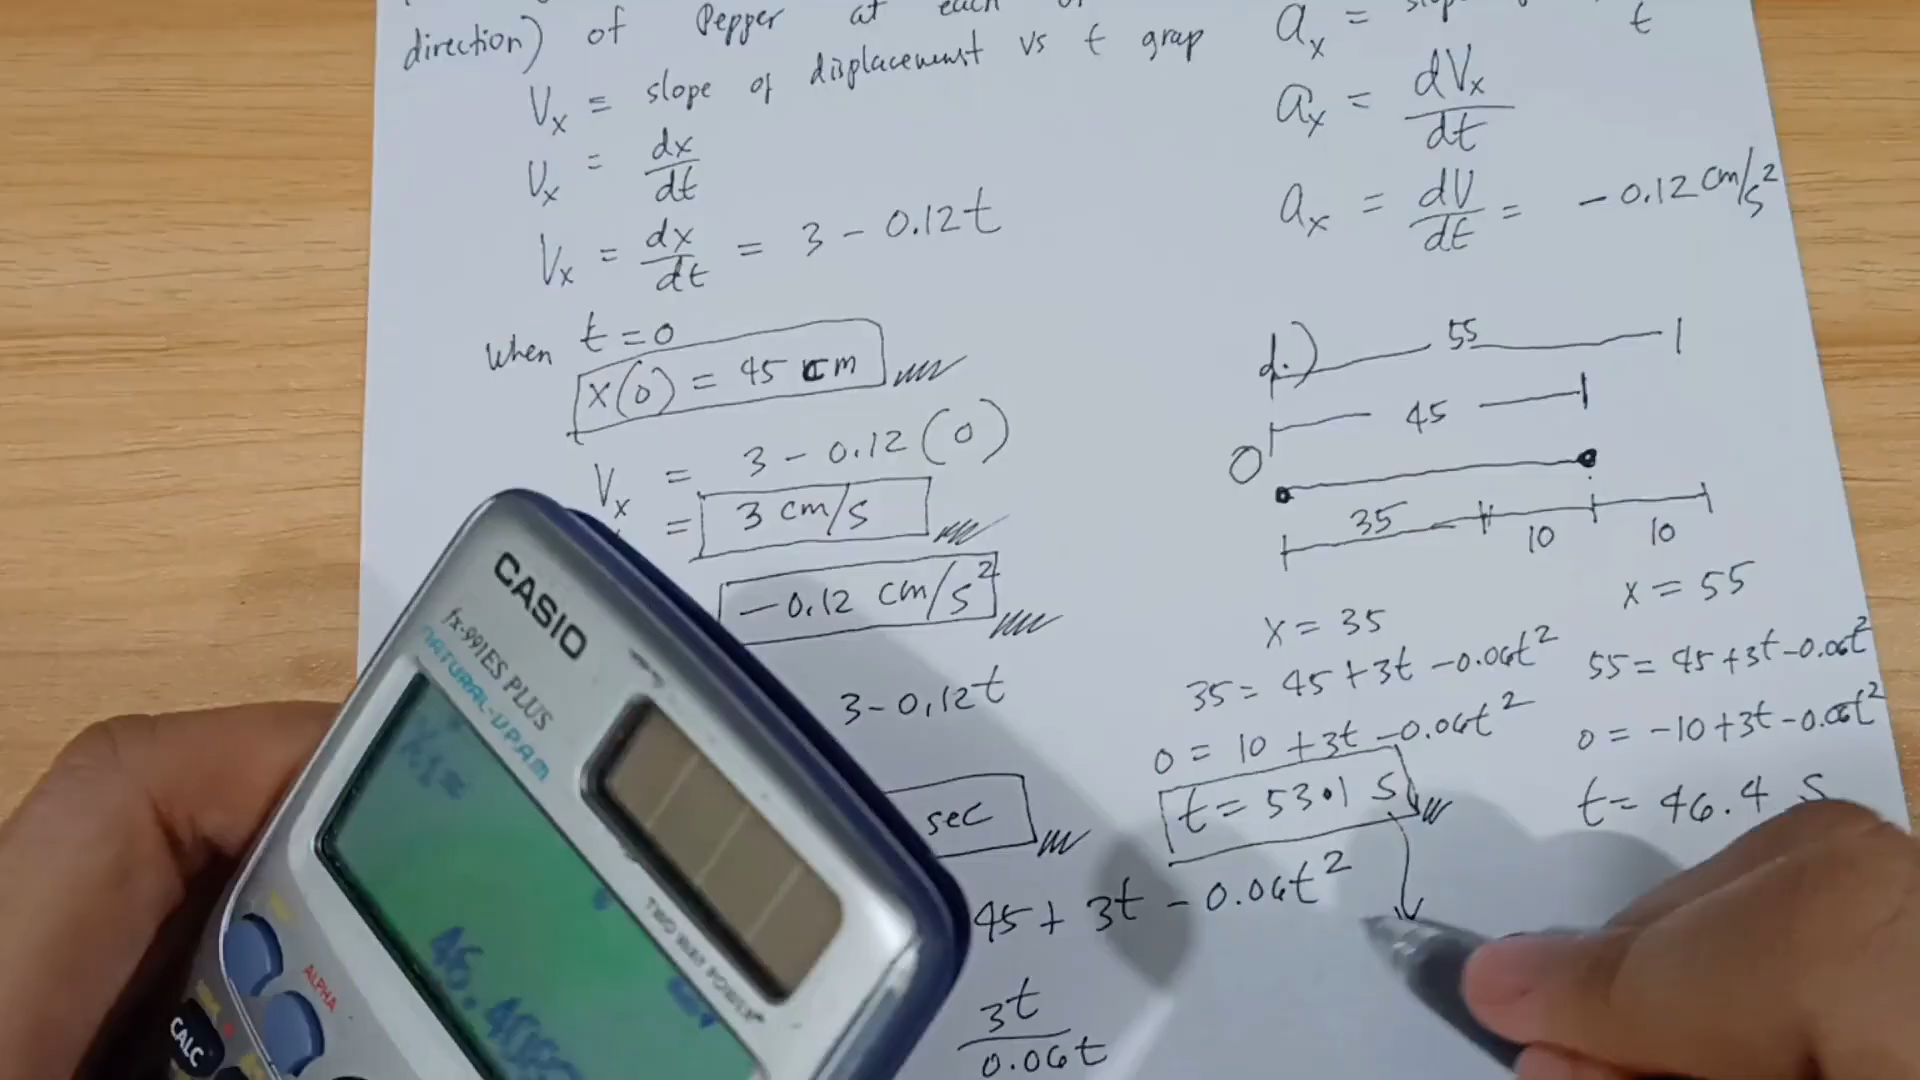 direction) of Pepper at each
Vx = slope of displacement vs t grap
Vx = dx/dt
Vx = dx/dt = 3 - 0.12t
When t = 0
x(0) = 45 cm
Vx = 3 - 0.12(0)
= 3 cm/s
-0.12 cm/s²
3 - 0.12t
sec
45 + 3t - 0.06t²
3t/0.06t
ax =
t
ax = dVx/dt
ax = dV/dt = -0.12 cm/s²
d.)
55
45
0
35
10
10
x = 35
35 = 45 + 3t - 0.06t²
0 = 10 + 3t - 0.06t²
t = 53.1 s
x = 55
55 = 45 + 3t - 0.06t²
0 = -10 + 3t - 0.06t²
t = 46.4 s
CASIO
fx-991ES PLUS
NATURAL-V.P.A.M.
TWO WAY POWER
X1=
ALPHA
CALC